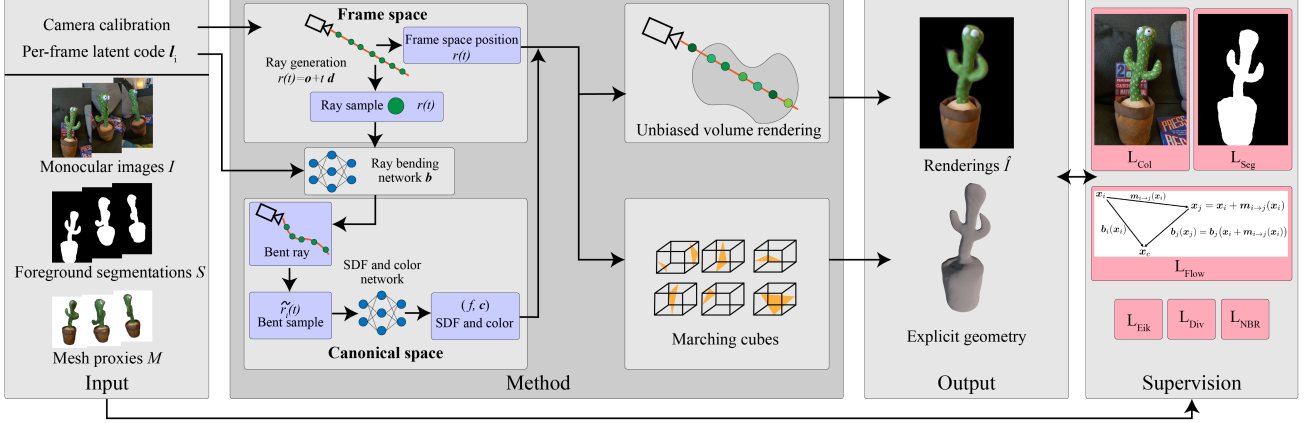 Camera calibration
Per-frame latent code l_i
Monocular images I
Foreground segmentations S
Mesh proxies M
Input
Frame space
Ray generation
r(t)=o+t d
Frame space position
r(t)
Ray sample r(t)
Ray bending
network b
Bent ray
r̃_i(t)
Bent sample
SDF and color
network
(f, c)
SDF and color
Canonical space
Unbiased volume rendering
Marching cubes
Method
Renderings Î
Explicit geometry
Output
L_Col
L_Seg
x_i
m_{i→j}(x_i)
x_j = x_i + m_{i→j}(x_i)
b_i(x_i)
b_j(x_j) = b_j(x_i + m_{i→j}(x_i))
x_c
L_Flow
L_Eik
L_Div
L_NBR
Supervision